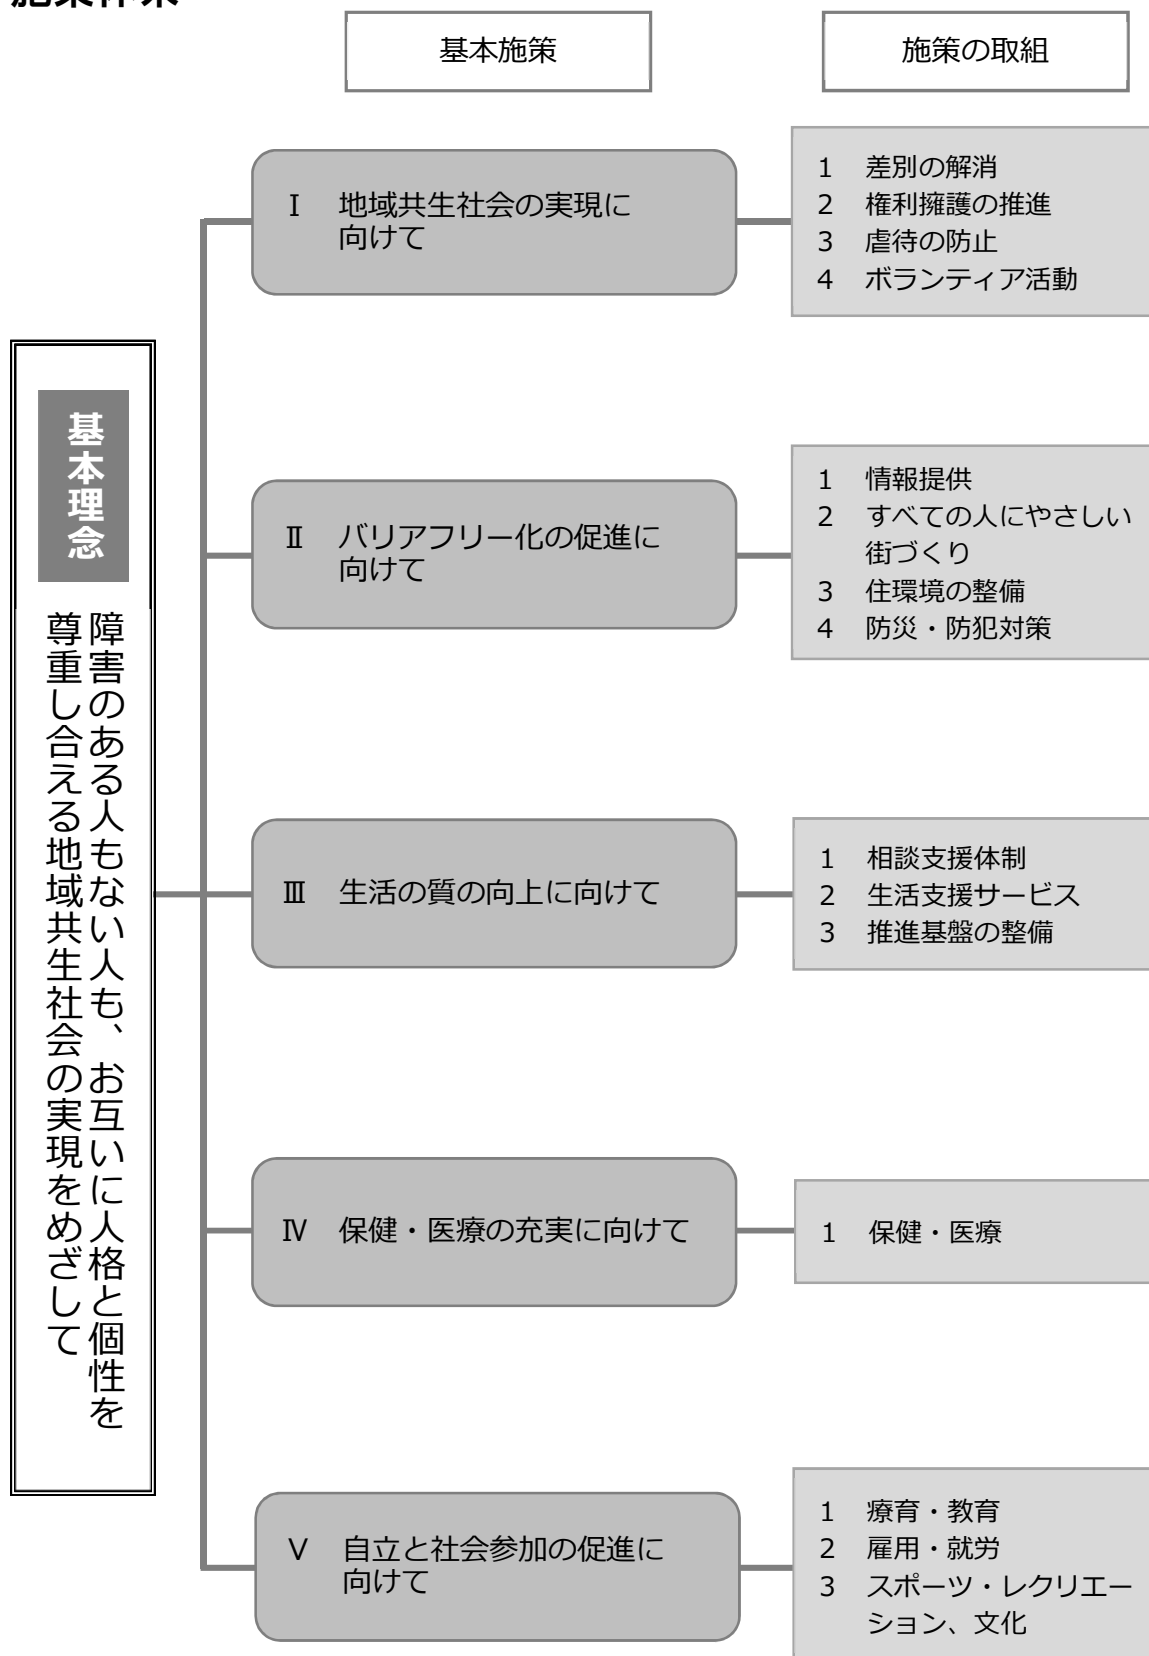 基本施策
施策の取組
基本理念
障害のある人もない人も、お互いに人格と個性を
尊重し合える地域共生社会の実現をめざして
Ⅰ 地域共生社会の実現に
向けて
1 差別の解消
2 権利擁護の推進
3 虐待の防止
4 ボランティア活動
Ⅱ バリアフリー化の促進に
向けて
1 情報提供
2 すべての人にやさしい
街づくり
3 住環境の整備
4 防災・防犯対策
Ⅲ 生活の質の向上に向けて
1 相談支援体制
2 生活支援サービス
3 推進基盤の整備
Ⅳ 保健・医療の充実に向けて
1 保健・医療
Ⅴ 自立と社会参加の促進に
向けて
1 療育・教育
2 雇用・就労
3 スポーツ・レクリエー
ション、文化